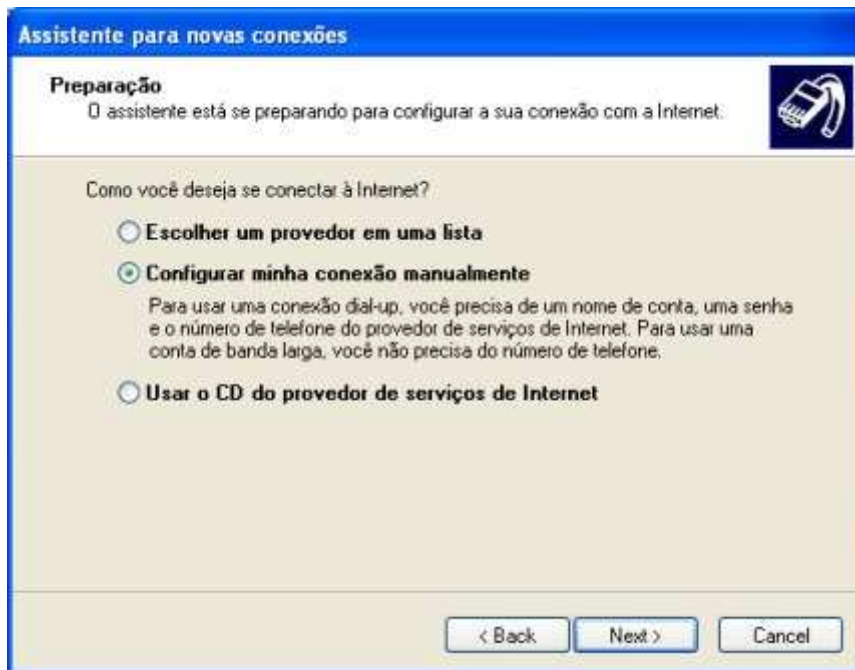 Assistente para novas conexões
Preparação
O assistente está se preparando para configurar a sua conexão com a Internet.
Como você deseja se conectar à Internet?
Escolher um provedor em uma lista
Configurar minha conexão manualmente
Para usar uma conexão dial-up, você precisa de um nome de conta, uma senha
e o número de telefone do provedor de serviços de Internet. Para usar uma
conta de banda larga, você não precisa do número de telefone.
Usar o CD do provedor de serviços de Internet
< Back Next > Cancel